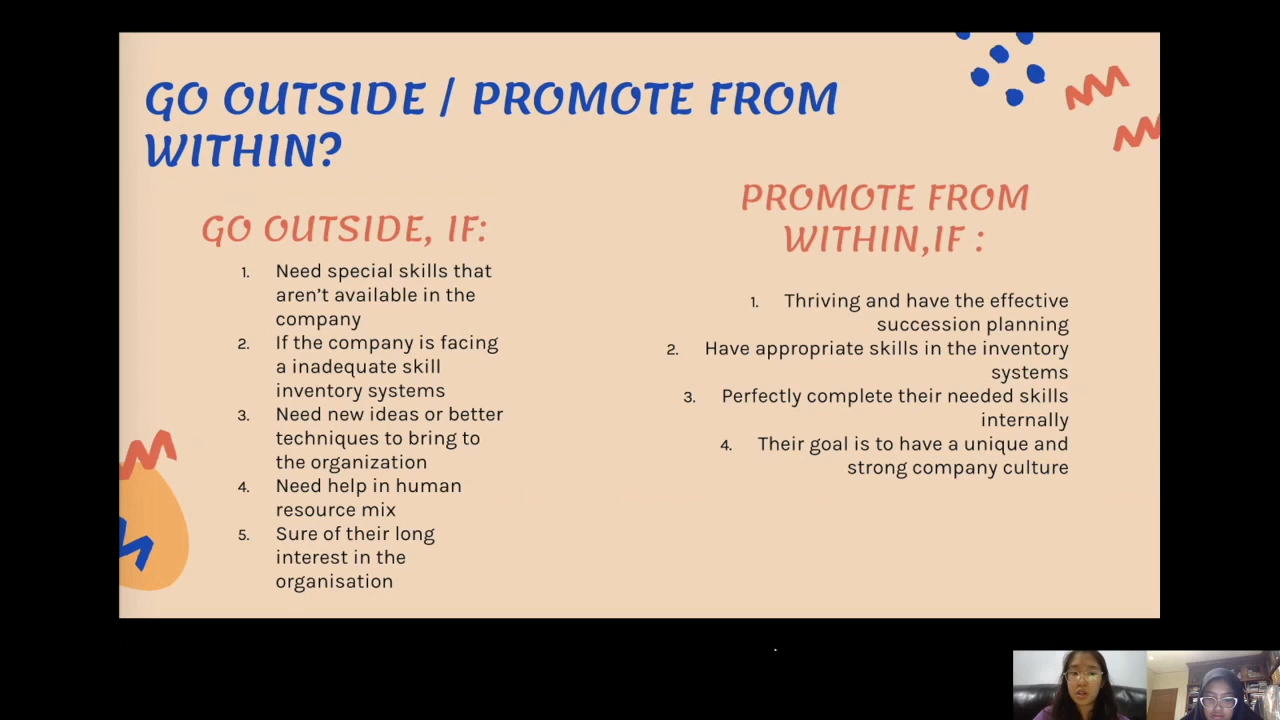 GO OUTSIDE / PROMOTE FROM
WITHIN?
GO OUTSIDE, IF:
1. Need special skills that
aren't available in the
company
2. If the company is facing
a inadequate skill
inventory systems
3. Need new ideas or better
techniques to bring to
the organization
4. Need help in human
resource mix
5. Sure of their long
interest in the
organisation
PROMOTE FROM
WITHIN,IF :
1. Thriving and have the effective
succession planning
2. Have appropriate skills in the inventory
systems
3. Perfectly complete their needed skills
internally
4. Their goal is to have a unique and
strong company culture